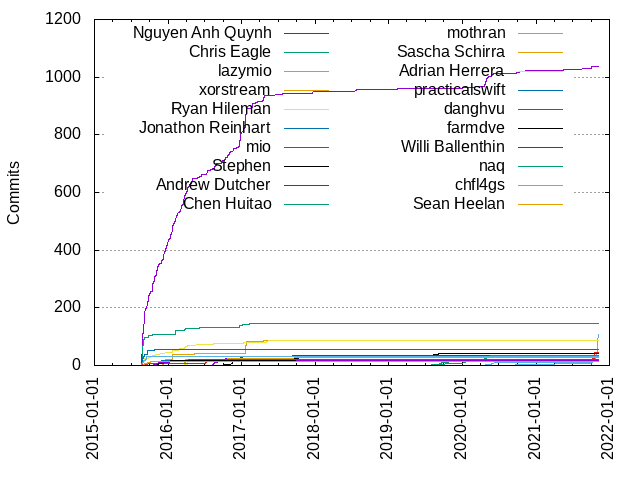 1200
1000
800
600
400
200
0
Commits
Nguyen Anh Quynh
Chris Eagle
lazymio
xorstream
Ryan Hileman
Jonathon Reinhart
mio
Stephen
Andrew Dutcher
Chen Huitao
mothran
Sascha Schirra
Adrian Herrera
practicalswift
danghvu
farmdve
Willi Ballenthin
naq
chfl4gs
Sean Heelan
2015-01-01
2016-01-01
2017-01-01
2018-01-01
2019-01-01
2020-01-01
2021-01-01
2022-01-01